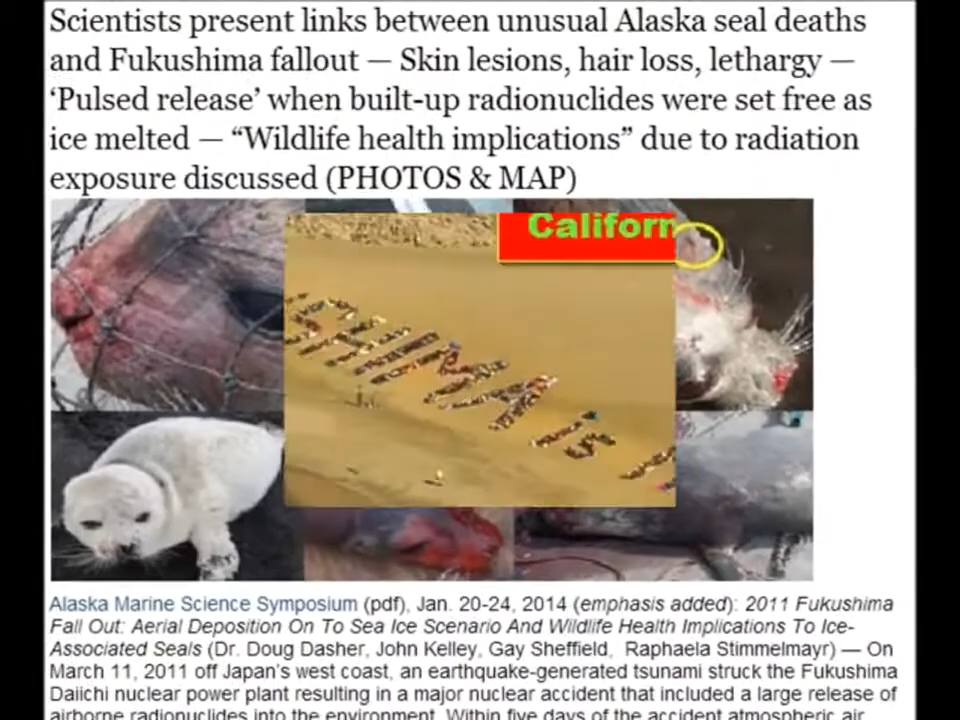 Scientists present links between unusual Alaska seal deaths
and Fukushima fallout — Skin lesions, hair loss, lethargy —
‘Pulsed release’ when built-up radionuclides were set free as
ice melted — “Wildlife health implications” due to radiation
exposure discussed (PHOTOS & MAP)
Californ
SHIMA is
Alaska Marine Science Symposium (pdf), Jan. 20-24, 2014 (emphasis added): 2011 Fukushima
Fall Out: Aerial Deposition On To Sea Ice Scenario And Wildlife Health Implications To Ice-
Associated Seals (Dr. Doug Dasher, John Kelley, Gay Sheffield, Raphaela Stimmelmayr) — On
March 11, 2011 off Japan’s west coast, an earthquake-generated tsunami struck the Fukushima
Daiichi nuclear power plant resulting in a major nuclear accident that included a large release of
airborne radionuclides into the environment. Within five days of the accident atmospheric air